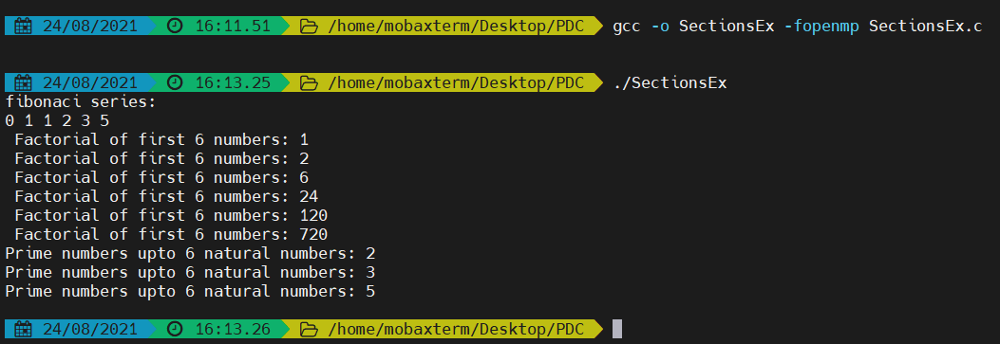 24/08/2021 16:11.51 /home/mobaxterm/Desktop/PDC gcc -o SectionsEx -fopenmp SectionsEx.c
24/08/2021 16:13.25 /home/mobaxterm/Desktop/PDC ./SectionsEx
fibonaci series:
0 1 1 2 3 5
Factorial of first 6 numbers: 1
Factorial of first 6 numbers: 2
Factorial of first 6 numbers: 6
Factorial of first 6 numbers: 24
Factorial of first 6 numbers: 120
Factorial of first 6 numbers: 720
Prime numbers upto 6 natural numbers: 2
Prime numbers upto 6 natural numbers: 3
Prime numbers upto 6 natural numbers: 5
24/08/2021 16:13.26 /home/mobaxterm/Desktop/PDC